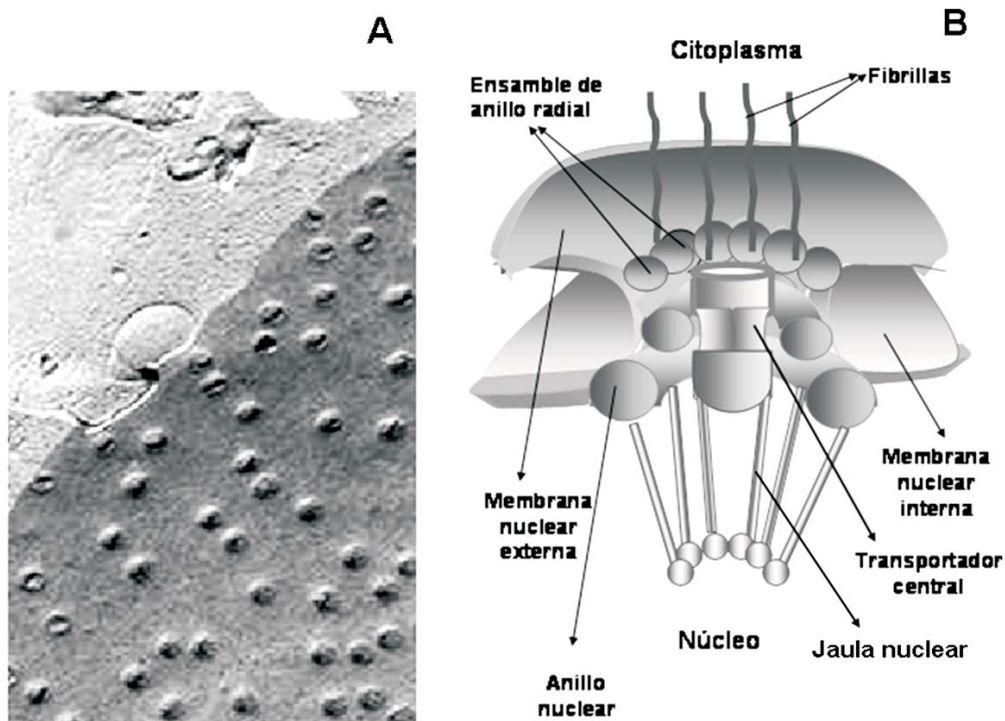 A
B
Citoplasma
Ensamble de
anillo radial
Fibrillas
Membrana
nuclear
externa
Membrana
nuclear
interna
Transportador
central
Núcleo
Jaula nuclear
Anillo
nuclear